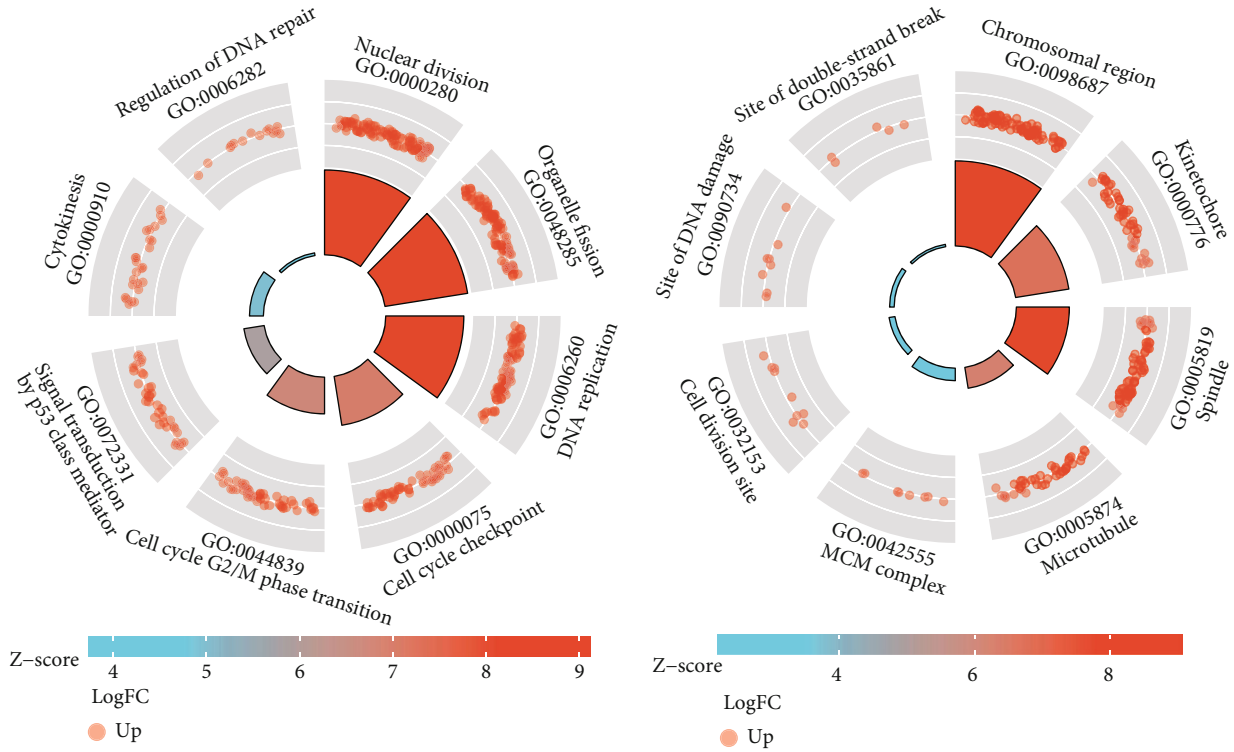 Nuclear division
GO:0000280
Organelle fission
GO:0048285
GO:0006260
DNA replication
GO:0000075
Cell cycle checkpoint
GO:0044839
Cell cycle G2/M phase transition
GO:0072331
Signal transduction
by p53 class mediator
Cytokinesis
GO:0000910
Regulation of DNA repair
GO:0006282
Z−score
4 5 6 7 8 9
LogFC
Up
Chromosomal region
GO:0098687
Kinetochore
GO:0000776
GO:0005819
Spindle
GO:0005874
Microtubule
GO:0042555
MCM complex
GO:0032153
Cell division site
Site of DNA damage
GO:0090734
Site of double-strand break
GO:0035861
Z−score
4 6 8
LogFC
Up